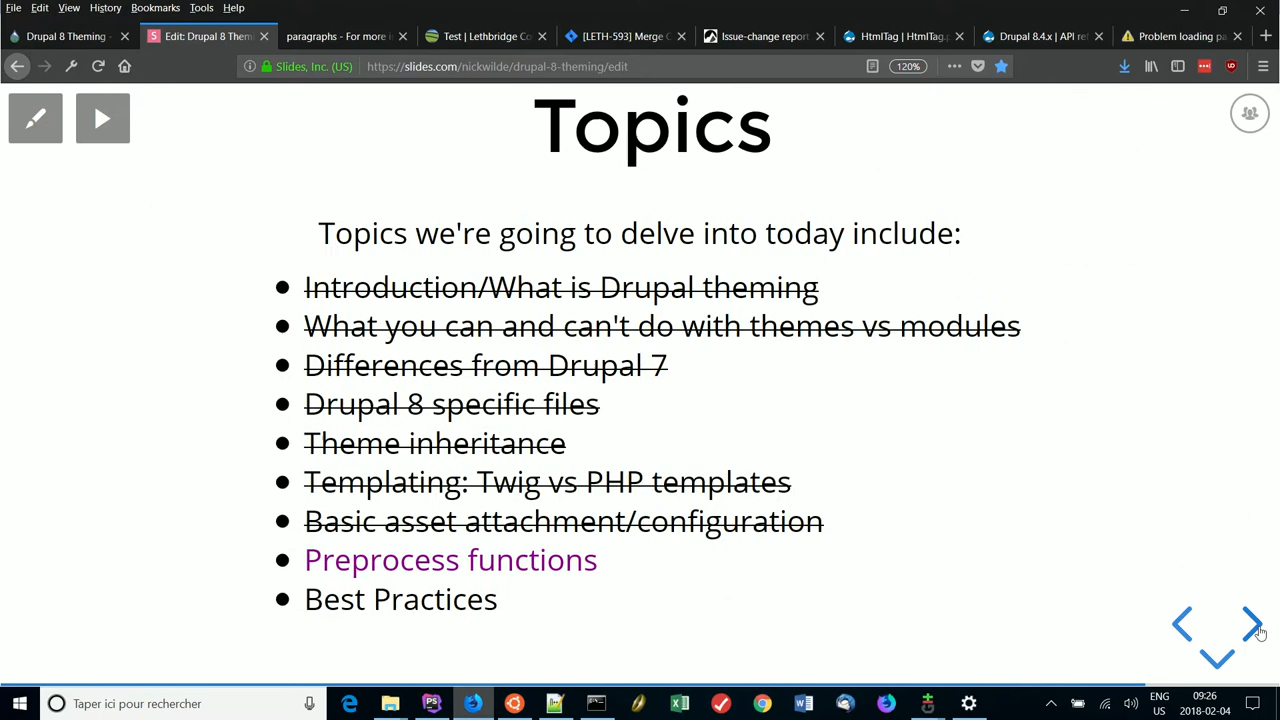 File Edit View History Bookmarks Tools Help
Drupal 8 Theming - Edit: Drupal 8 Them paragraphs - For more i Test | Lethbridge Co [LETH-593] Merge C Issue-change report HtmlTag | HtmlTag.p Drupal 8.4.x | API re Problem loading pa
Slides, Inc. (US) https://slides.com/nickwilde/drupal-8-theming/edit 120%
Topics
Topics we're going to delve into today include:
Introduction/What is Drupal theming
What you can and can't do with themes vs modules
Differences from Drupal 7
Drupal 8 specific files
Theme inheritance
Templating: Twig vs PHP templates
Basic asset attachment/configuration
Preprocess functions
Best Practices
Taper ici pour rechercher
ENG 09:26
US 2018-02-04